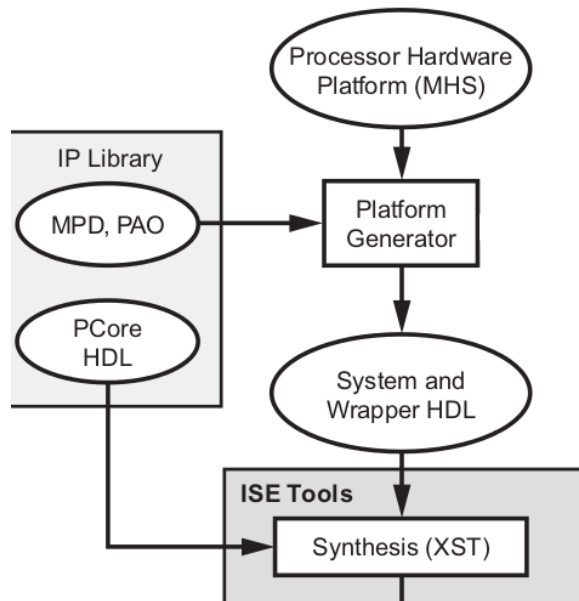 Processor Hardware
Platform (MHS)
IP Library
MPD, PAO
Platform
Generator
PCore
HDL
System and
Wrapper HDL
ISE Tools
Synthesis (XST)